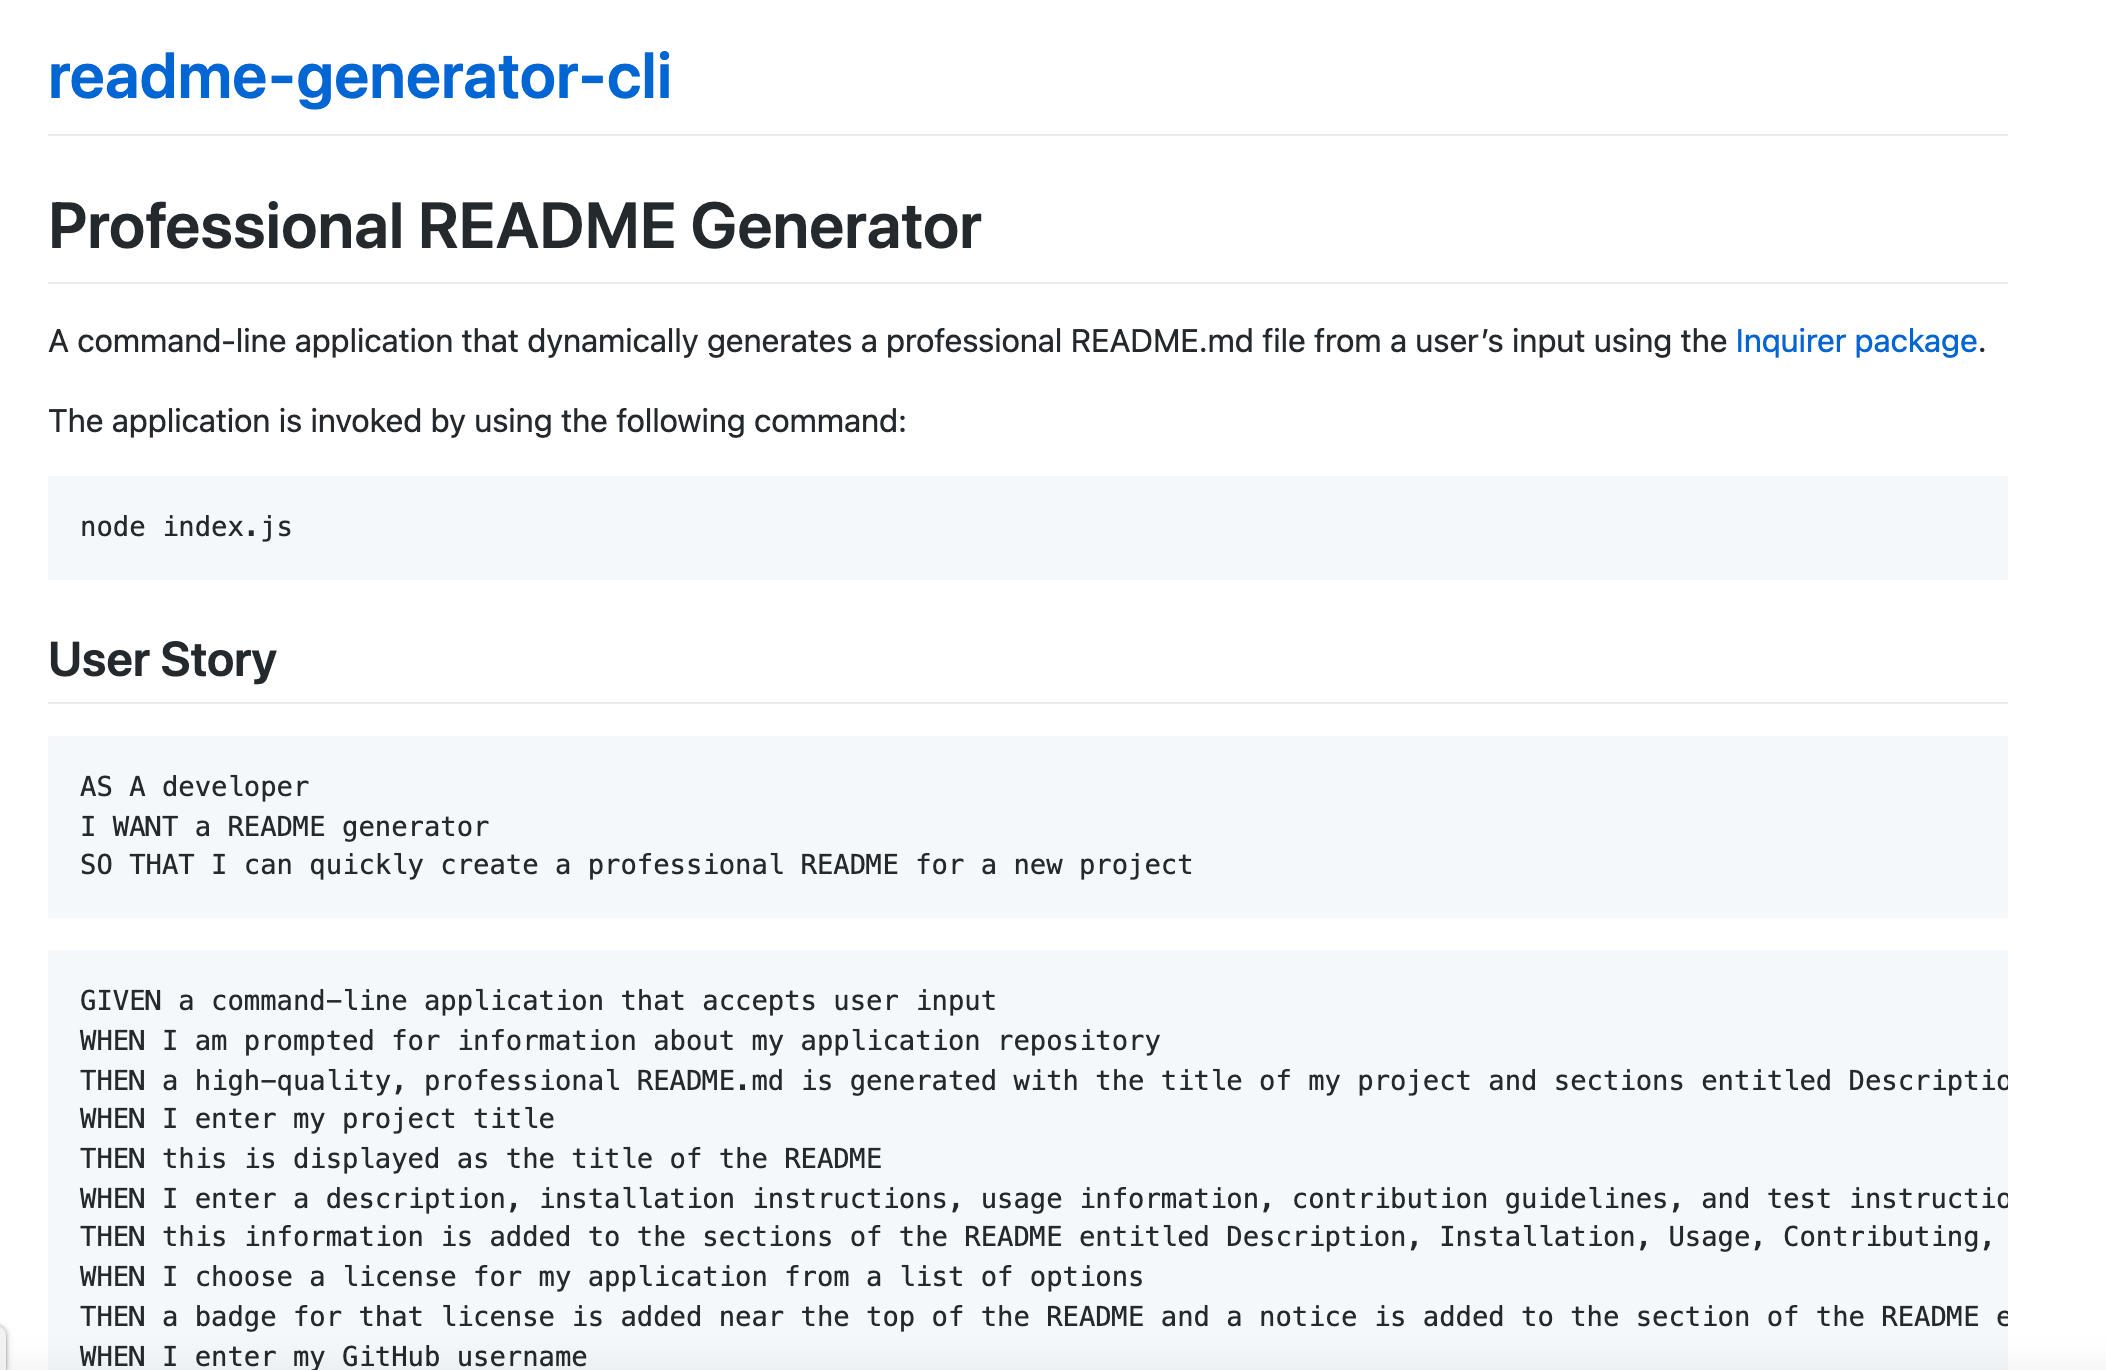 readme-generator-cli
Professional README Generator
A command-line application that dynamically generates a professional README.md file from a user’s input using the Inquirer package.
The application is invoked by using the following command:
node index.js
User Story
AS A developer
I WANT a README generator
SO THAT I can quickly create a professional README for a new project
GIVEN a command-line application that accepts user input
WHEN I am prompted for information about my application repository
THEN a high-quality, professional README.md is generated with the title of my project and sections entitled Descriptio
WHEN I enter my project title
THEN this is displayed as the title of the README
WHEN I enter a description, installation instructions, usage information, contribution guidelines, and test instructio
THEN this information is added to the sections of the README entitled Description, Installation, Usage, Contributing,
WHEN I choose a license for my application from a list of options
THEN a badge for that license is added near the top of the README and a notice is added to the section of the README e
WHEN I enter my GitHub username